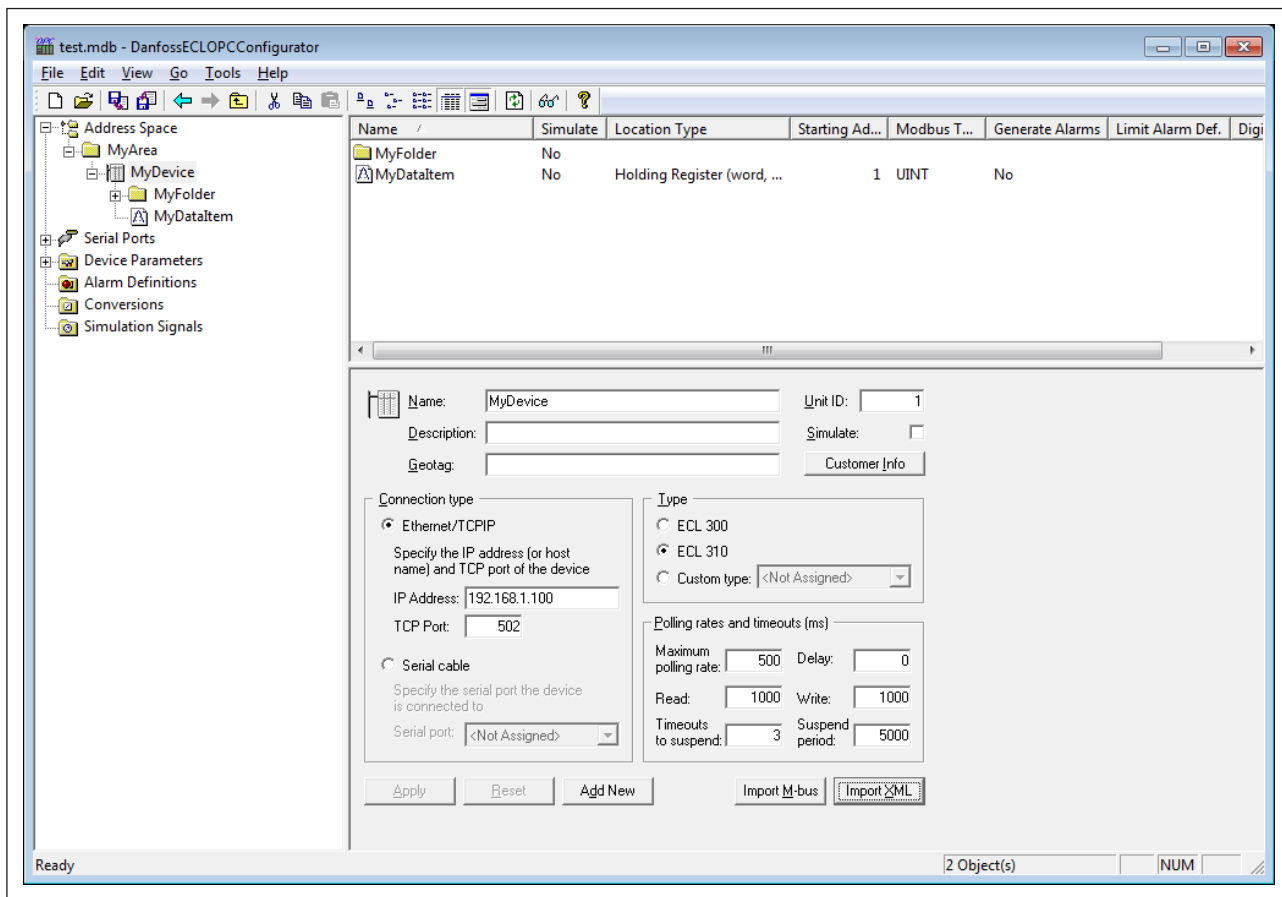 test.mdb - DanfossECLOPCConfigurator
File Edit View Go Tools Help
Address Space
MyArea
MyDevice
MyFolder
MyDataItem
Serial Ports
Device Parameters
Alarm Definitions
Conversions
Simulation Signals
Name Simulate Location Type Starting Ad... Modbus T... Generate Alarms Limit Alarm Def. Digi
MyFolder No
MyDataItem No Holding Register (word, ... 1 UINT No
Name: MyDevice Unit ID: 1
Description: Simulate:
Geotag: Customer Info
Connection type
Ethernet/TCPIP
Specify the IP address (or host
name) and TCP port of the device
IP Address: 192.168.1.100
TCP Port: 502
Serial cable
Specify the serial port the device
is connected to
Serial port: <Not Assigned>
Type
ECL 300
ECL 310
Custom type: <Not Assigned>
Polling rates and timeouts (ms)
Maximum
polling rate: 500 Delay: 0
Read: 1000 Write: 1000
Timeouts
to suspend: 3 Suspend
period: 5000
Apply Reset Add New Import M-bus Import XML
Ready 2 Object(s) NUM